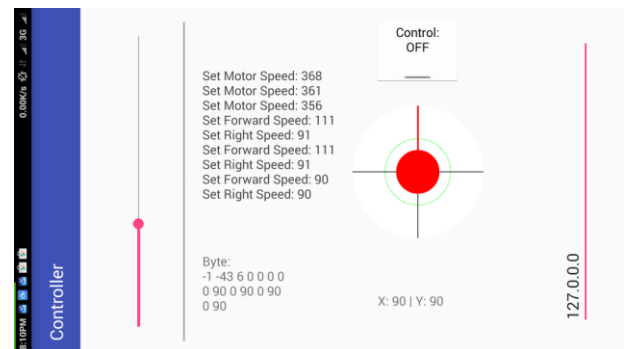 0.00K/s 3G
8:10PM
Controller
Control:
OFF
Set Motor Speed: 368
Set Motor Speed: 361
Set Motor Speed: 356
Set Forward Speed: 111
Set Right Speed: 91
Set Forward Speed: 111
Set Right Speed: 91
Set Forward Speed: 90
Set Right Speed: 90
Byte:
-1 -43 6 0 0 0 0
0 90 0 90 0 90
0 90
X: 90 | Y: 90
127.0.0.0